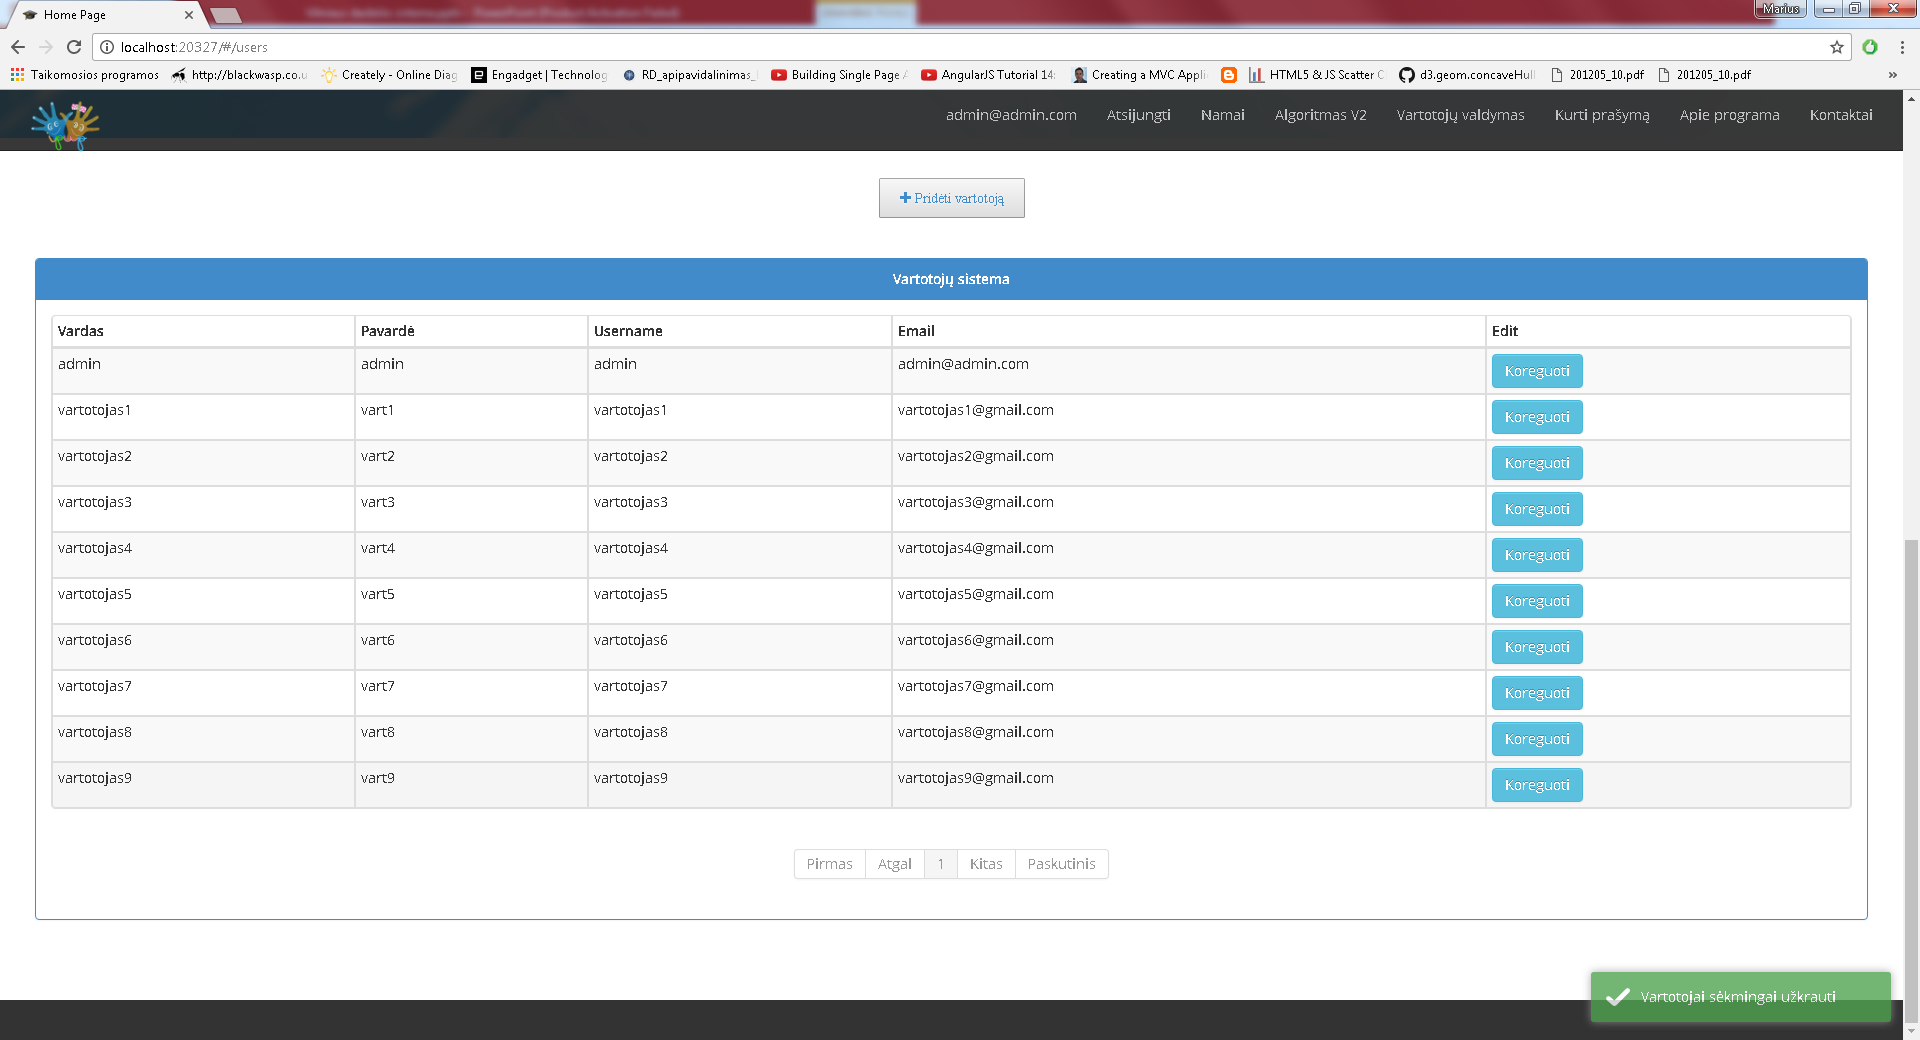 Home Page
Marius
localhost:20327/#/users
Taikomosios programos http://blackwasp.co.u Creately - Online Diag Engadget | Technolog RD_apipavidalinimas_ Building Single Page A AngularJS Tutorial 14: Creating a MVC Appli HTML5 & JS Scatter C d3.geom.concaveHul 201205_10.pdf 201205_10.pdf »
admin@admin.com Atsijungti Namai Algoritmas V2 Vartotojų valdymas Kurti prašymą Apie programa Kontaktai
Pridėti vartotoją
Vartotojų sistema
Vardas Pavardė Username Email Edit
admin admin admin admin@admin.com Koreguoti
vartotojas1 vart1 vartotojas1 vartotojas1@gmail.com Koreguoti
vartotojas2 vart2 vartotojas2 vartotojas2@gmail.com Koreguoti
vartotojas3 vart3 vartotojas3 vartotojas3@gmail.com Koreguoti
vartotojas4 vart4 vartotojas4 vartotojas4@gmail.com Koreguoti
vartotojas5 vart5 vartotojas5 vartotojas5@gmail.com Koreguoti
vartotojas6 vart6 vartotojas6 vartotojas6@gmail.com Koreguoti
vartotojas7 vart7 vartotojas7 vartotojas7@gmail.com Koreguoti
vartotojas8 vart8 vartotojas8 vartotojas8@gmail.com Koreguoti
vartotojas9 vart9 vartotojas9 vartotojas9@gmail.com Koreguoti
Pirmas Atgal 1 Kitas Paskutinis
Vartotojai sėkmingai užkrauti